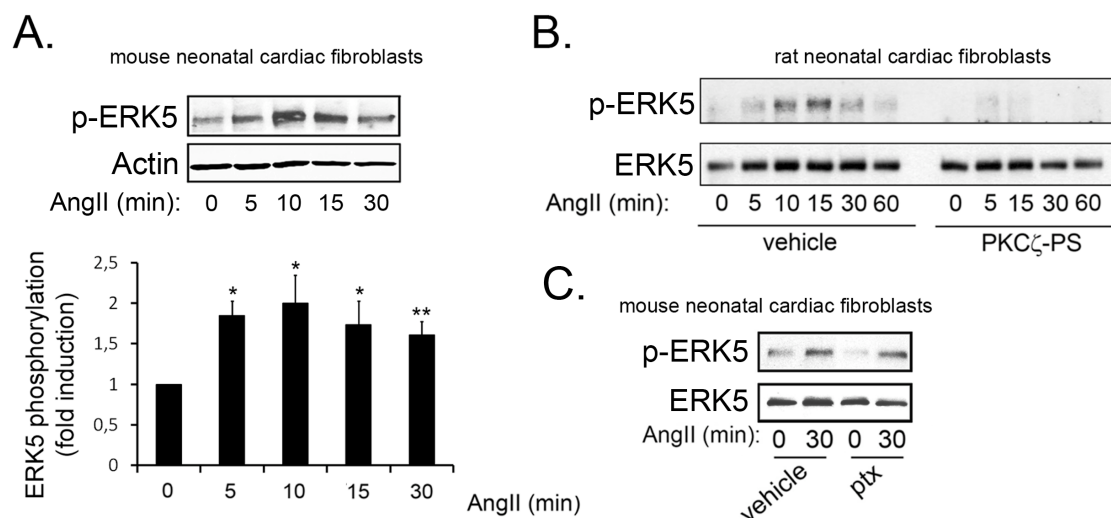 A.
mouse neonatal cardiac fibroblasts
p-ERK5
Actin
AngII (min): 0 5 10 15 30
ERK5 phosphorylation
(fold induction)
2,5
2
1,5
1
0,5
0
* * * **
0 5 10 15 30 AngII (min)
B.
rat neonatal cardiac fibroblasts
p-ERK5
ERK5
AngII (min): 0 5 10 15 30 60 0 5 15 30 60
vehicle PKCζ-PS
C.
mouse neonatal cardiac fibroblasts
p-ERK5
ERK5
AngII (min): 0 30 0 30
vehicle ptx